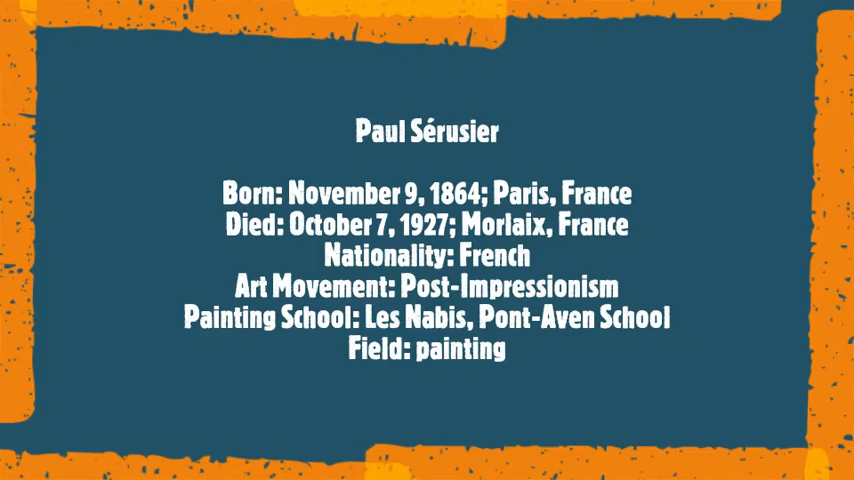 Paul Sérusier
Born: November 9, 1864; Paris, France
Died: October 7, 1927; Morlaix, France
Nationality: French
Art Movement: Post-Impressionism
Painting School: Les Nabis, Pont-Aven School
Field: painting